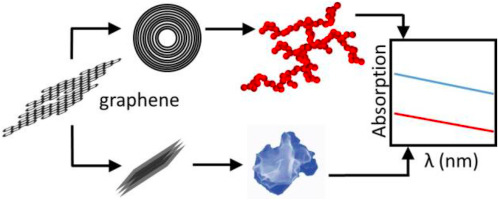 graphene
Absorption
λ (nm)